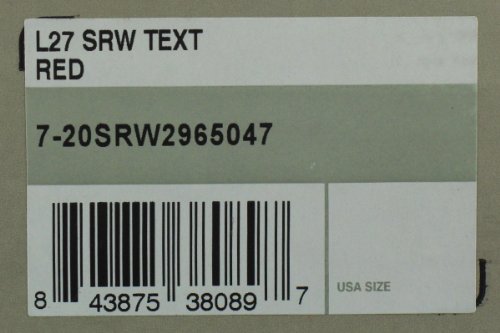 L27 SRW TEXT
RED
7-20SRW2965047
8 43875 38089 7
USA SIZE